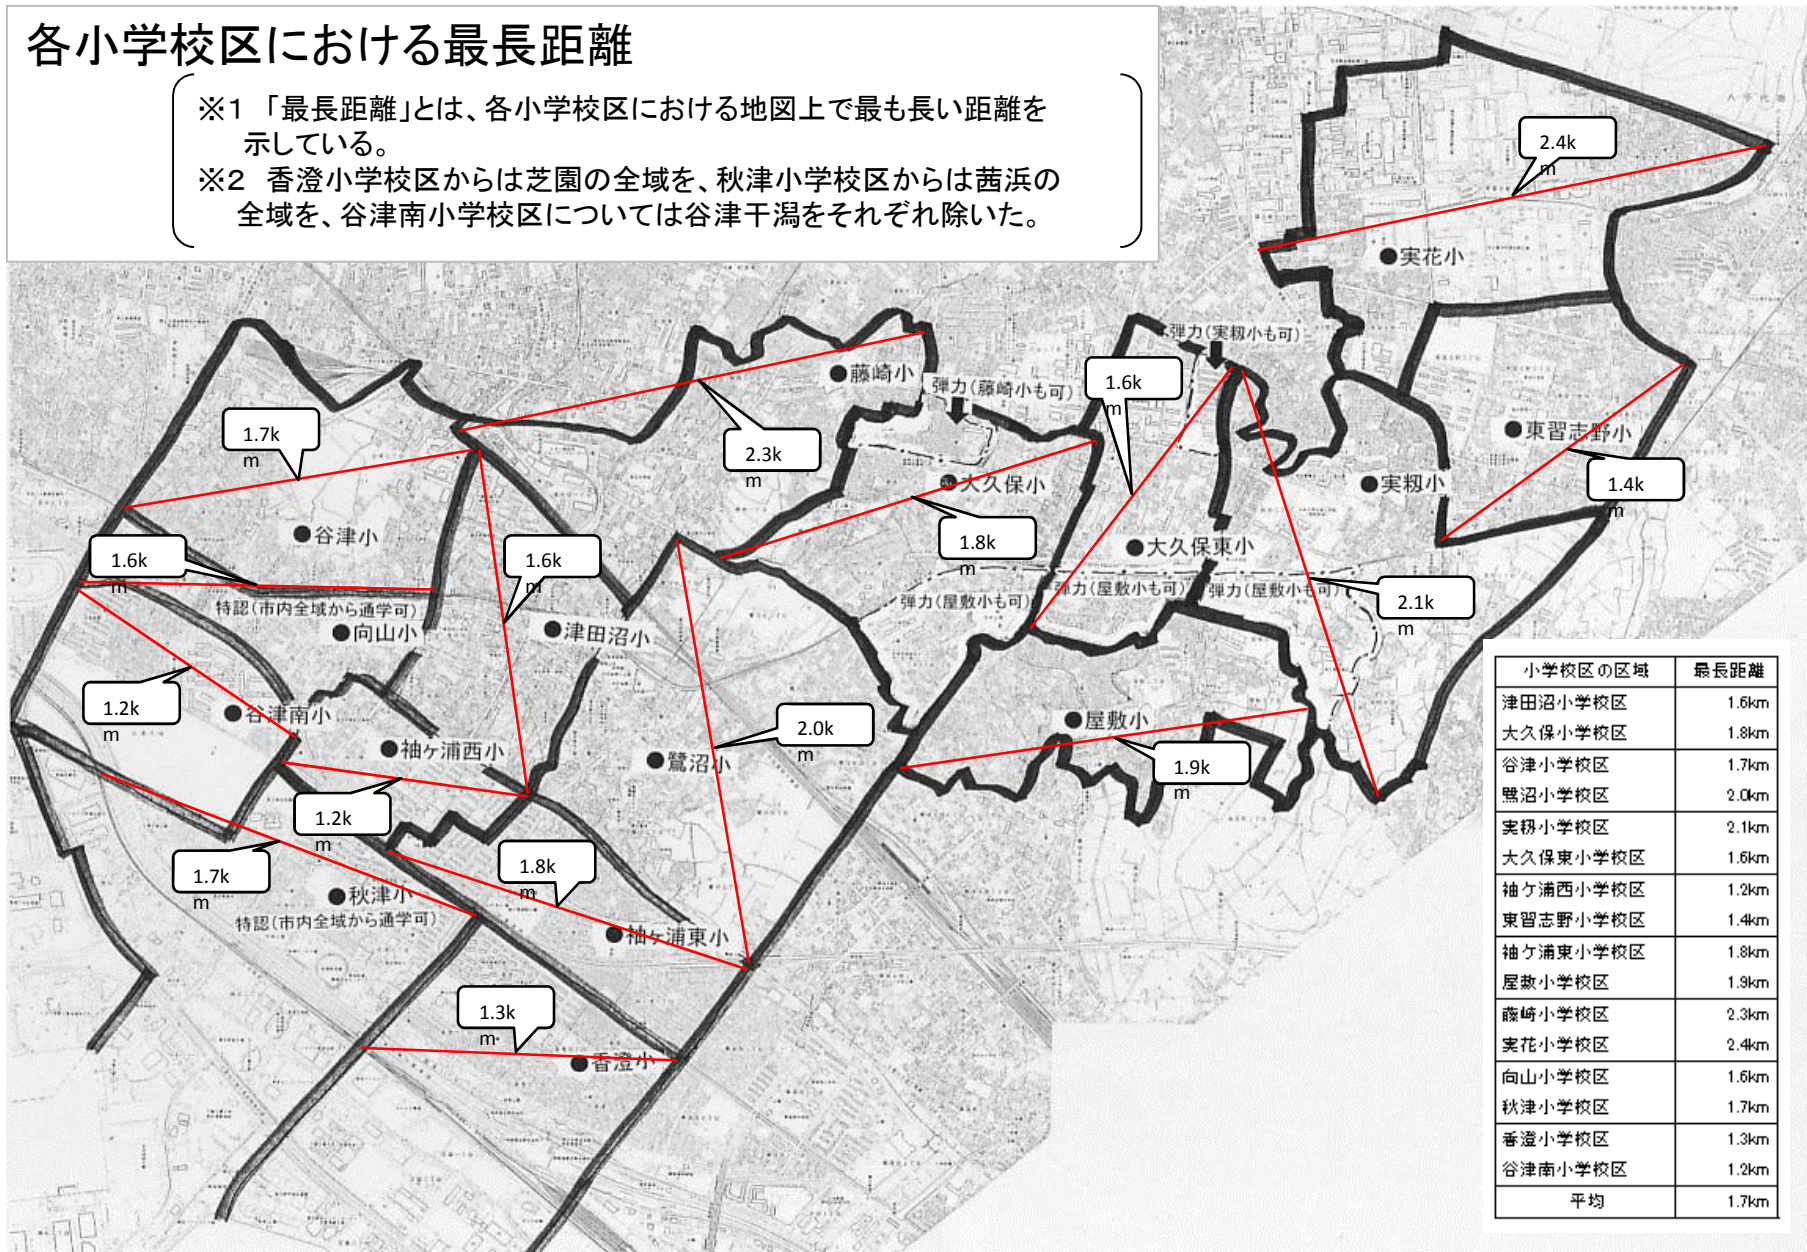 各小学校区における最長距離
※1 「最長距離」とは、各小学校区における地図上で最も長い距離を
示している。
※2 香澄小学校区からは芝園の全域を、秋津小学校区からは茜浜の
全域を、谷津南小学校区については谷津干潟をそれぞれ除いた。
2.4k
m
●実花小
弾力(実籾小も可)
●藤崎小
弾力(藤崎小も可)
1.6k
m
1.7k
m
2.3k
m
●東習志野小
●大久保小
●実籾小
1.4k
m
●谷津小
1.8k
m
●大久保東小
1.6k
m
1.6k
m
特認(市内全域から通学可)
弾力(屋敷小も可)
弾力(屋敷小も可)
弾力(屋敷小も可)
2.1k
m
●向山小
●津田沼小
1.2k
m
●谷津南小
●袖ケ浦西小
●鷺沼小
2.0k
m
●屋敷小
1.9k
m
1.2k
m
1.7k
m
1.8k
m
●秋津小
特認(市内全域から通学可)
●袖ケ浦東小
1.3k
m
●香澄小
小学校区の区域 最長距離
津田沼小学校区 1.6km
大久保小学校区 1.8km
谷津小学校区 1.7km
鷺沼小学校区 2.0km
実籾小学校区 2.1km
大久保東小学校区 1.6km
袖ケ浦西小学校区 1.2km
東習志野小学校区 1.4km
袖ケ浦東小学校区 1.8km
屋敷小学校区 1.9km
藤崎小学校区 2.3km
実花小学校区 2.4km
向山小学校区 1.6km
秋津小学校区 1.7km
香澄小学校区 1.3km
谷津南小学校区 1.2km
平均 1.7km